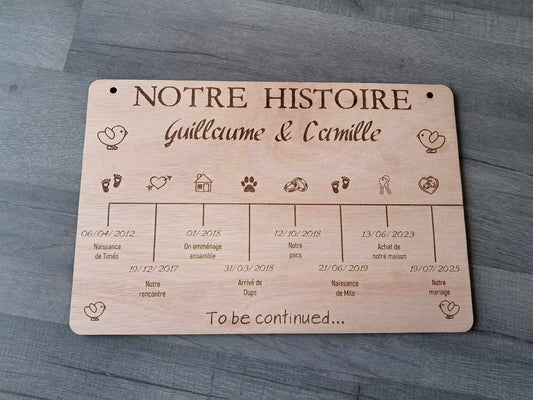 NOTRE HISTOIRE
Guillaume & Camille
06/04/2012
Naissance
de Timéo
19/12/2017
Notre
rencontre
01/2018
On emménage
ensemble
31/03/2018
Arrivé de
Oups
12/10/2018
Notre
pacs
21/06/2019
Naissance
de Milo
13/06/2023
Achat de
notre maison
19/07/2025
Notre
mariage
To be continued...